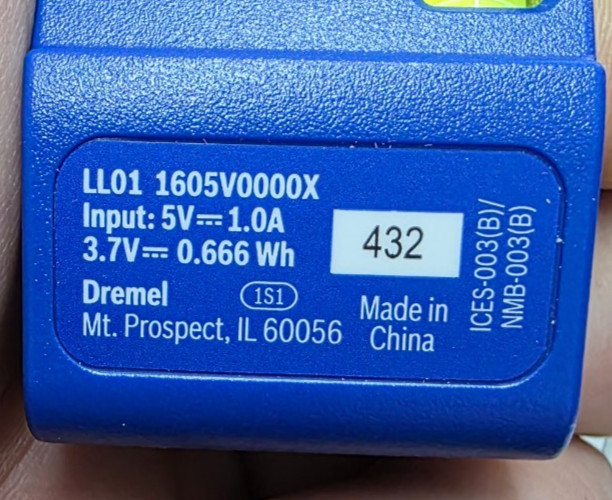 LL01 1605V0000X
Input: 5V⎓1.0A
3.7V⎓ 0.666 Wh
432
Dremel
1S1
Mt. Prospect, IL 60056
Made in
China
ICES-003(B)/
NMB-003(B)